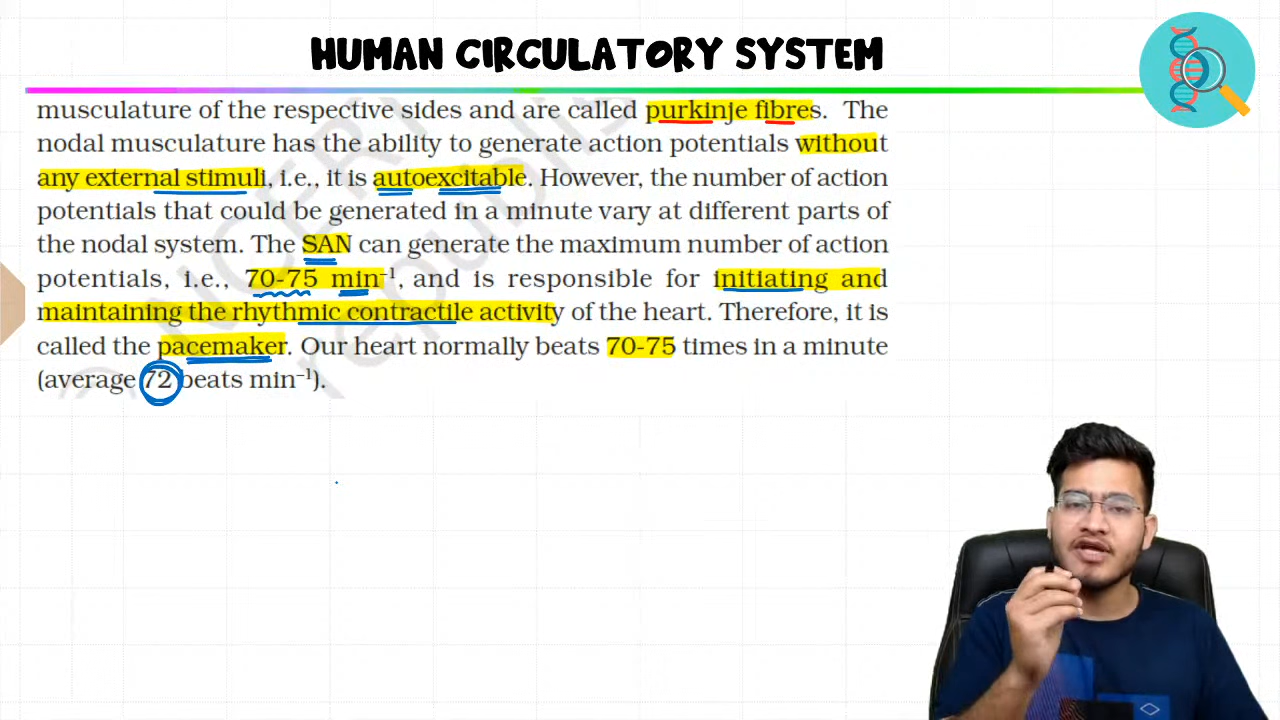 HUMAN CIRCULATORY SYSTEM
musculature of the respective sides and are called purkinje fibres. The
nodal musculature has the ability to generate action potentials without
any external stimuli, i.e., it is autoexcitable. However, the number of action
potentials that could be generated in a minute vary at different parts of
the nodal system. The SAN can generate the maximum number of action
potentials, i.e., 70-75 min⁻¹, and is responsible for initiating and
maintaining the rhythmic contractile activity of the heart. Therefore, it is
called the pacemaker. Our heart normally beats 70-75 times in a minute
(average 72 beats min⁻¹).
NCERT
republis